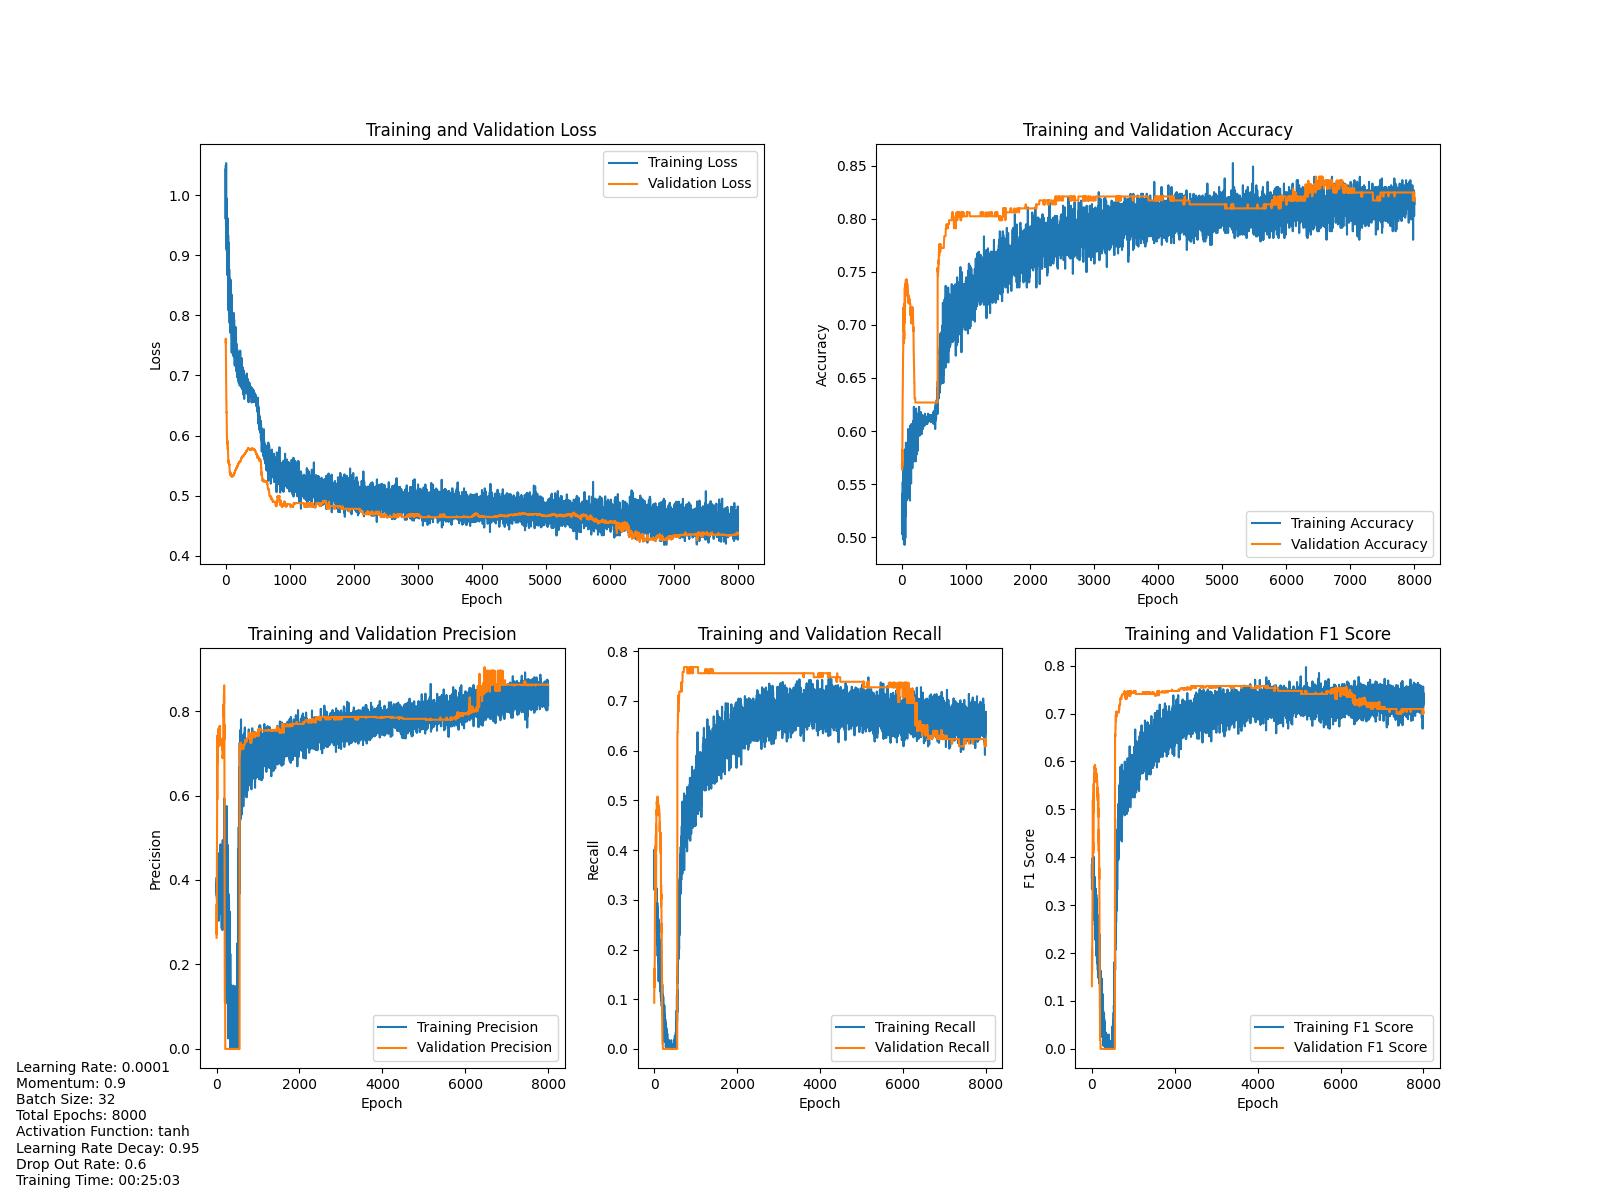 Training and Validation Loss
1.0
0.9
0.8
0.7
0.6
0.5
0.4
Loss
0 1000 2000 3000 4000 5000 6000 7000 8000
Epoch
Training Loss
Validation Loss
Training and Validation Accuracy
0.85
0.80
0.75
0.70
0.65
0.60
0.55
0.50
Accuracy
0 1000 2000 3000 4000 5000 6000 7000 8000
Epoch
Training Accuracy
Validation Accuracy
Training and Validation Precision
0.8
0.6
0.4
0.2
0.0
Precision
0 2000 4000 6000 8000
Epoch
Training Precision
Validation Precision
Training and Validation Recall
0.8
0.7
0.6
0.5
0.4
0.3
0.2
0.1
0.0
Recall
0 2000 4000 6000 8000
Epoch
Training Recall
Validation Recall
Training and Validation F1 Score
0.8
0.7
0.6
0.5
0.4
0.3
0.2
0.1
0.0
F1 Score
0 2000 4000 6000 8000
Epoch
Training F1 Score
Validation F1 Score
Learning Rate: 0.0001
Momentum: 0.9
Batch Size: 32
Total Epochs: 8000
Activation Function: tanh
Learning Rate Decay: 0.95
Drop Out Rate: 0.6
Training Time: 00:25:03